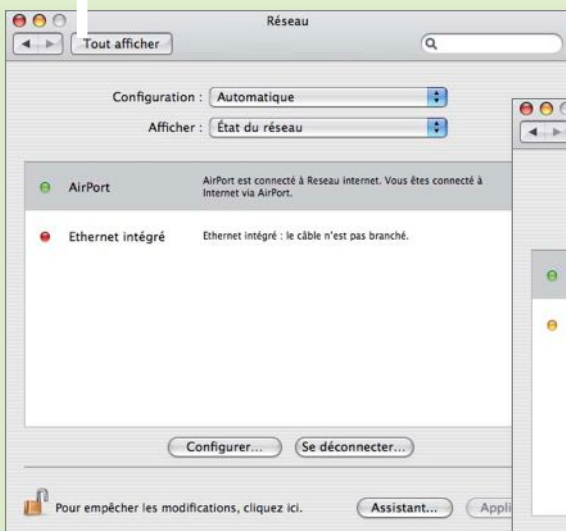 Réseau
Tout afficher
Configuration : Automatique
Afficher : État du réseau
AirPort
AirPort est connecté à Reseau internet. Vous êtes connecté à
Internet via AirPort.
Ethernet intégré
Ethernet intégré : le câble n'est pas branché.
Configurer...
Se déconnecter...
Pour empêcher les modifications, cliquez ici.
Assistant...
Appli